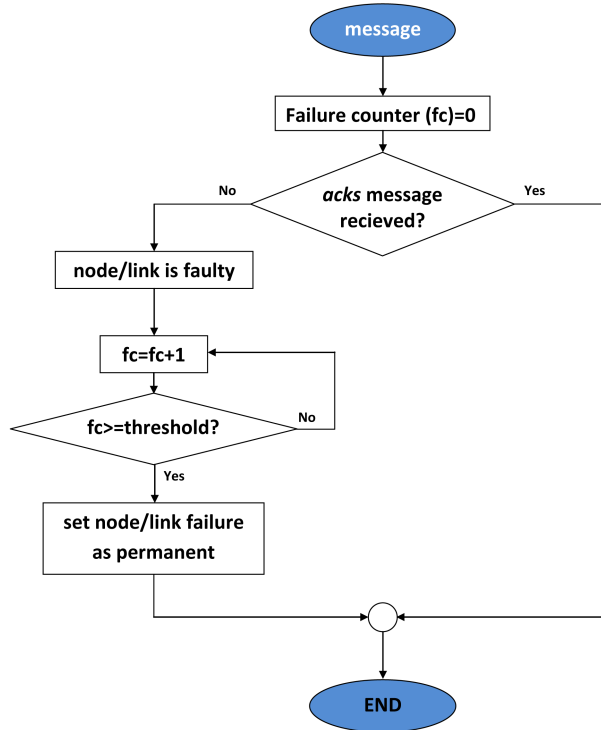 message
Failure counter (fc)=0
acks message
recieved?
No
Yes
node/link is faulty
fc=fc+1
fc>=threshold?
No
Yes
set node/link failure
as permanent
END